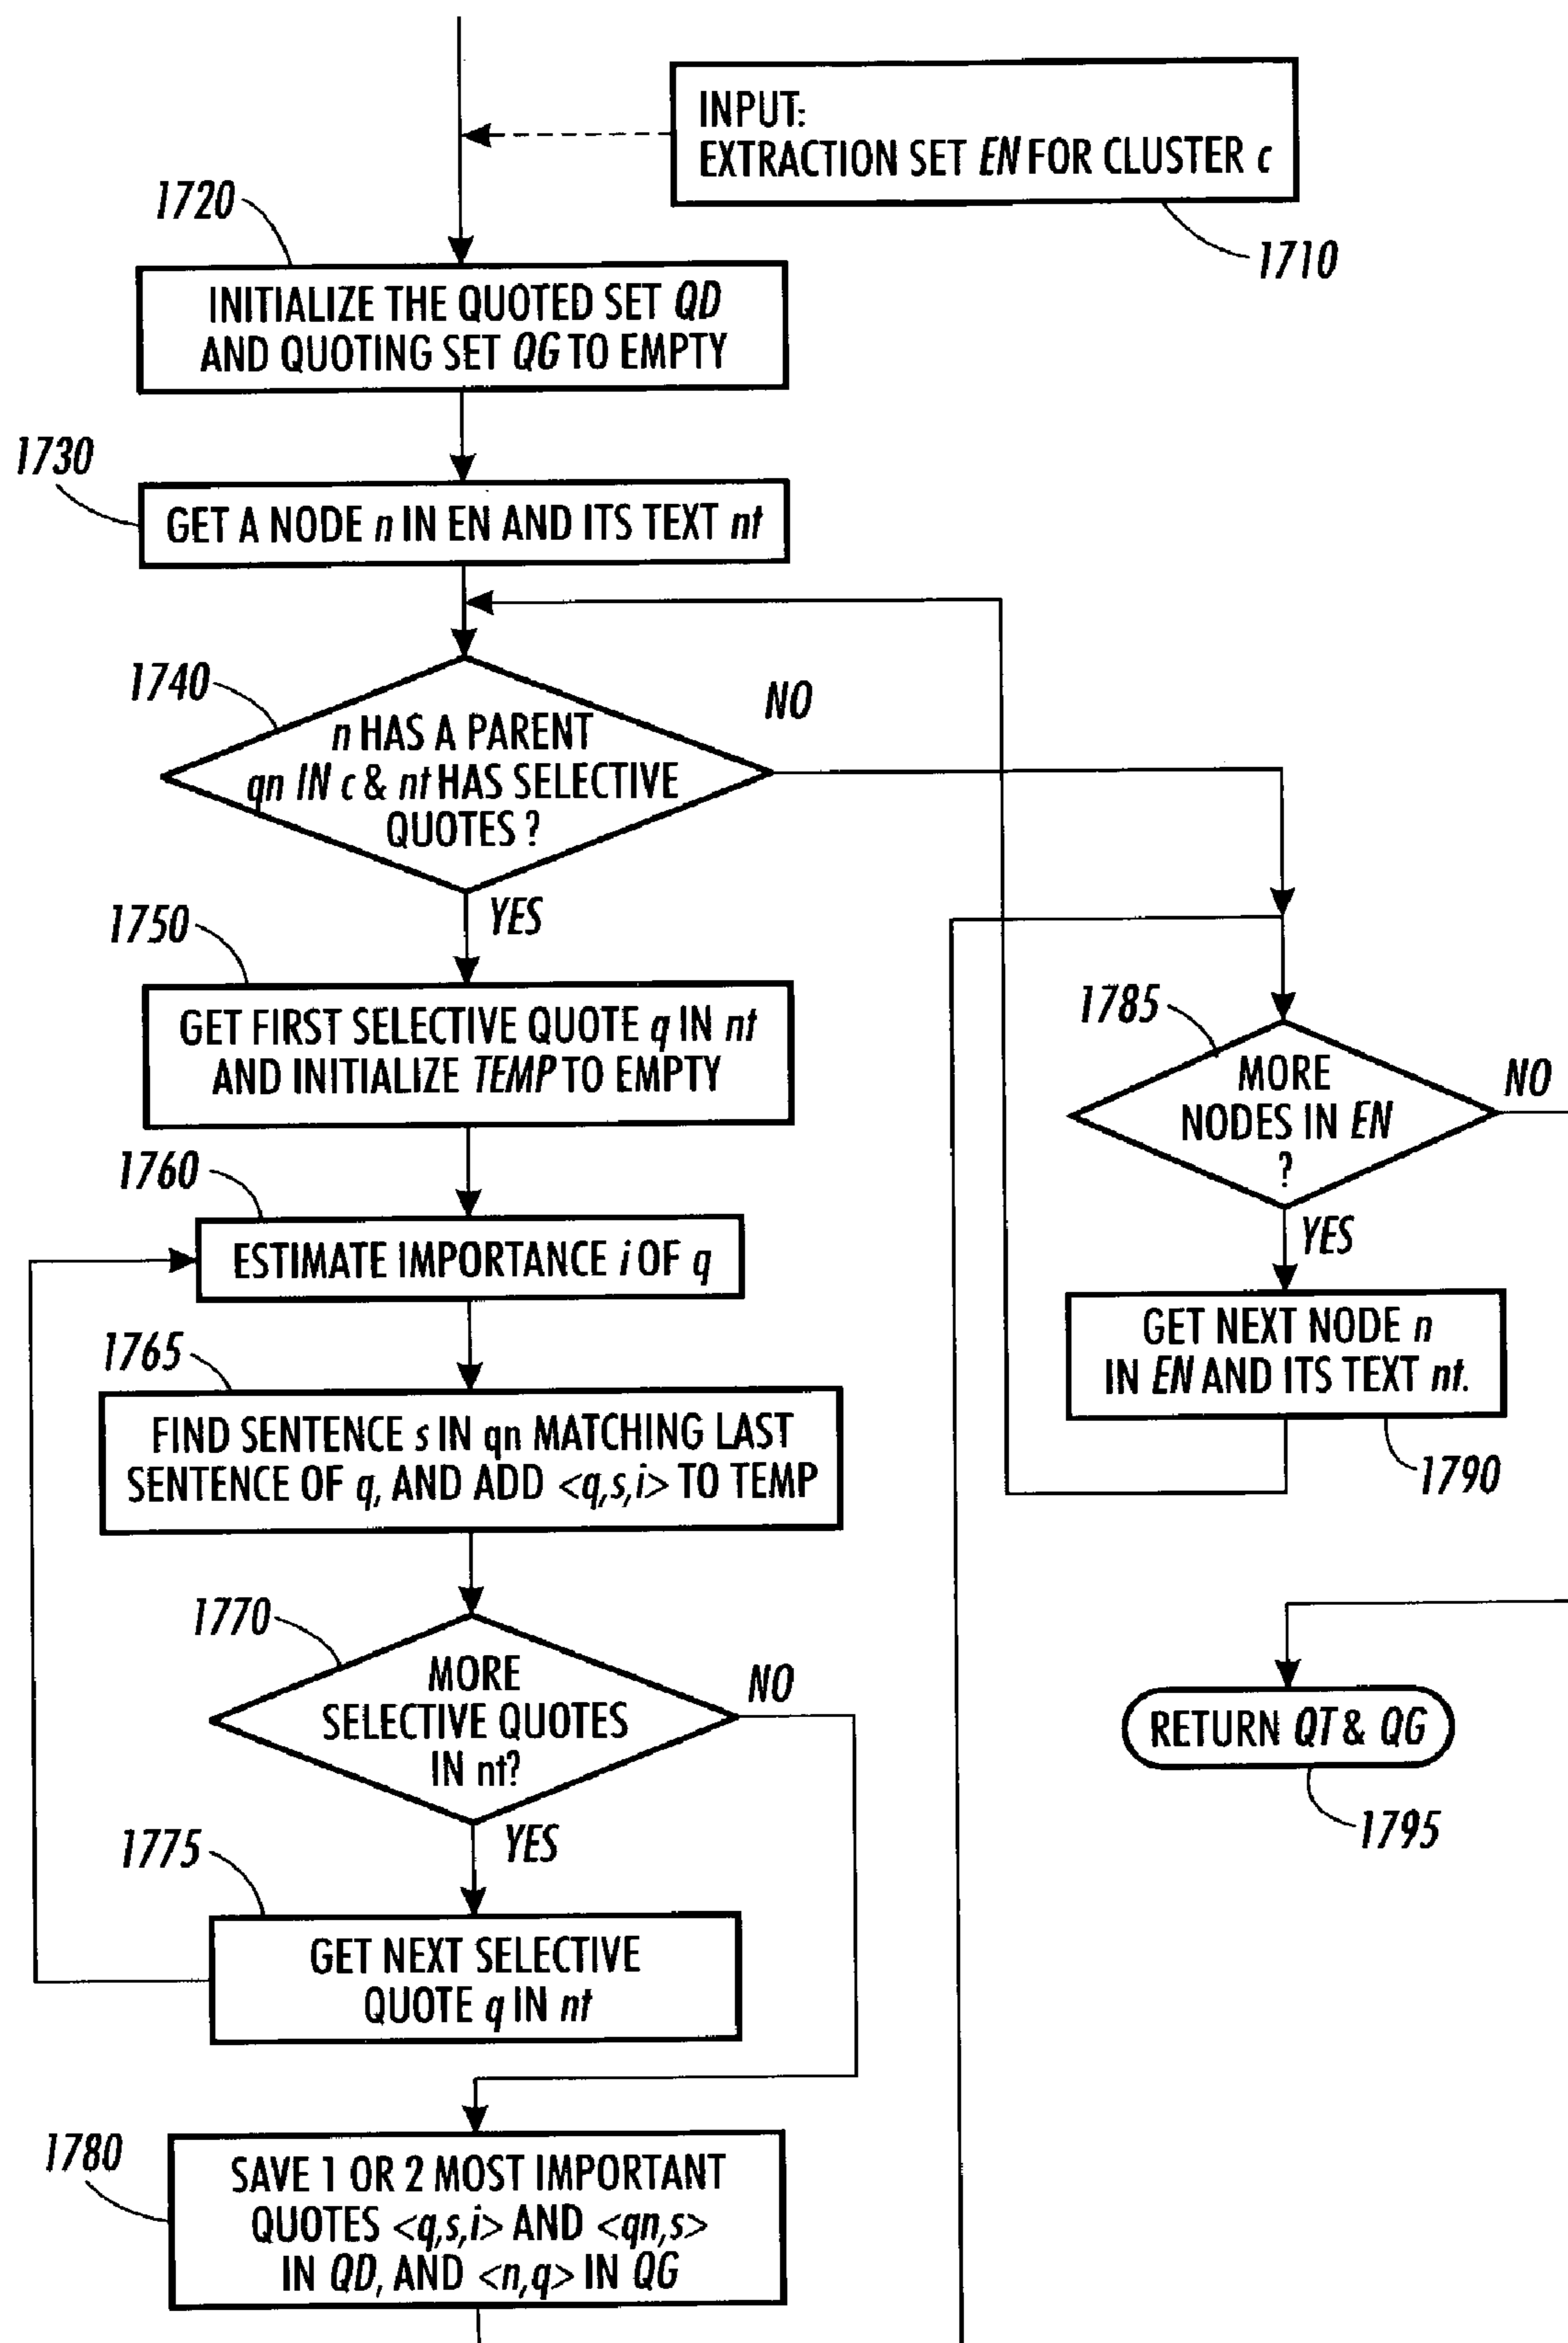 INPUT:
EXTRACTION SET EN FOR CLUSTER c
1710
1720
INITIALIZE THE QUOTED SET QD
AND QUOTING SET QG TO EMPTY
1730
GET A NODE n IN EN AND ITS TEXT nt
1740
n HAS A PARENT
qn IN c & nt HAS SELECTIVE
QUOTES ?
NO
YES
1750
GET FIRST SELECTIVE QUOTE q IN nt
AND INITIALIZE TEMP TO EMPTY
1760
ESTIMATE IMPORTANCE i OF q
1765
FIND SENTENCE s IN qn MATCHING LAST
SENTENCE OF q, AND ADD <q,s,i> TO TEMP
1770
MORE
SELECTIVE QUOTES
IN nt?
NO
YES
1775
GET NEXT SELECTIVE
QUOTE q IN nt
1780
SAVE 1 OR 2 MOST IMPORTANT
QUOTES <q,s,i> AND <qn,s>
IN QD, AND <n,q> IN QG
1785
MORE
NODES IN EN
?
NO
YES
GET NEXT NODE n
IN EN AND ITS TEXT nt.
1790
RETURN QT & QG
1795